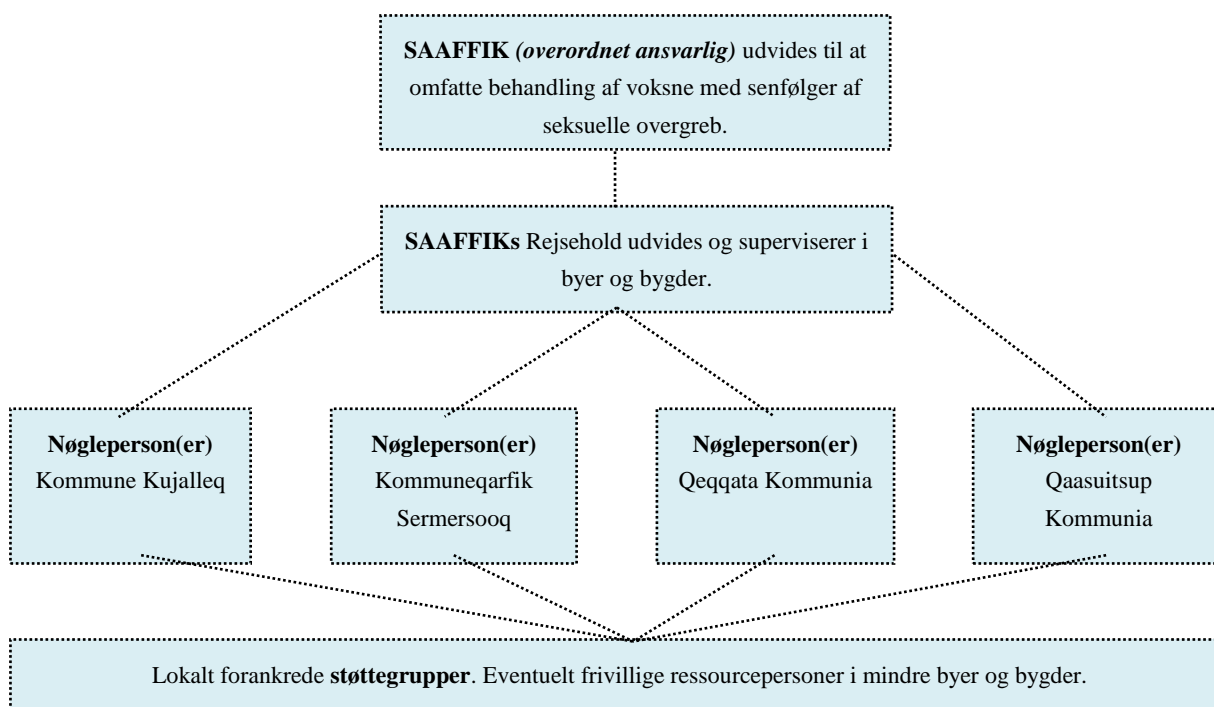 SAAFFIK (overordnet ansvarlig) udvides til at
omfatte behandling af voksne med senfølger af
seksuelle overgreb.
SAAFFIKs Rejsehold udvides og superviserer i
byer og bygder.
Nøgleperson(er)
Kommune Kujalleq
Nøgleperson(er)
Kommuneqarfik
Sermersooq
Nøgleperson(er)
Qeqqata Kommunia
Nøgleperson(er)
Qaasuitsup
Kommunia
Lokalt forankrede støttegrupper. Eventuelt frivillige ressourcepersoner i mindre byer og bygder.